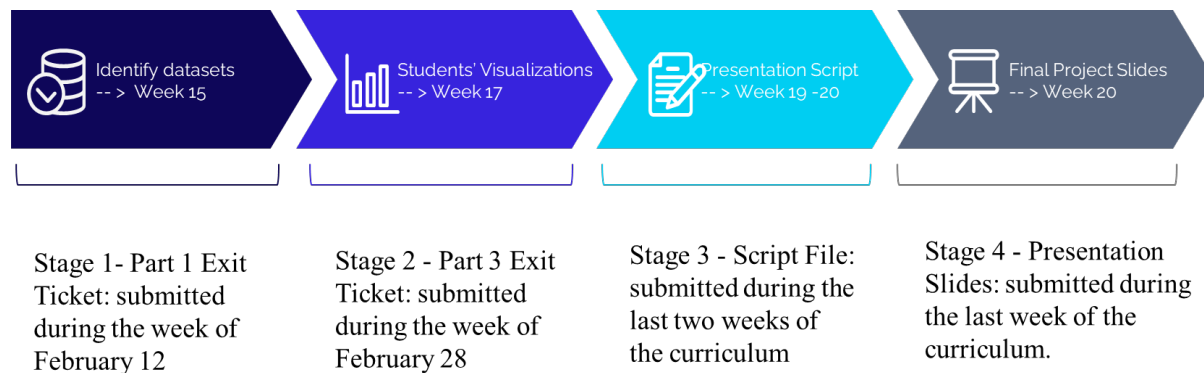 Identify datasets
-- > Week 15
Students’ Visualizations
-- > Week 17
Presentation Script
-- > Week 19 -20
Final Project Slides
-- > Week 20
Stage 1- Part 1 Exit
Ticket: submitted
during the week of
February 12
Stage 2 - Part 3 Exit
Ticket: submitted
during the week of
February 28
Stage 3 - Script File:
submitted during the
last two weeks of
the curriculum
Stage 4 - Presentation
Slides: submitted during
the last week of the
curriculum.